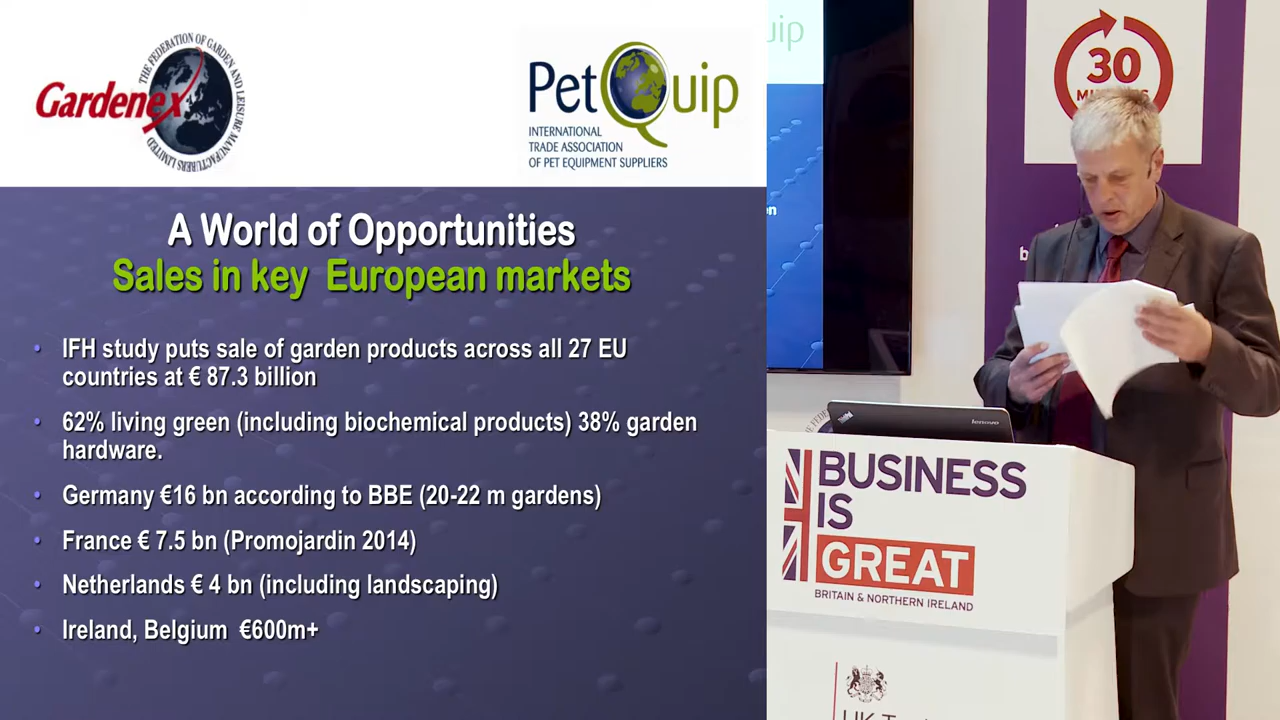 Gardenex
THE FEDERATION OF GARDEN AND LEISURE MANUFACTURERS LIMITED
PetQuip
INTERNATIONAL
TRADE ASSOCIATION
OF PET EQUIPMENT SUPPLIERS
A World of Opportunities
Sales in key European markets
• IFH study puts sale of garden products across all 27 EU
countries at € 87.3 billion
• 62% living green (including biochemical products) 38% garden
hardware.
• Germany €16 bn according to BBE (20-22 m gardens)
• France € 7.5 bn (Promojardin 2014)
• Netherlands € 4 bn (including landscaping)
• Ireland, Belgium €600m+
uip
30
lenovo
BUSINESS
IS
GREAT
BRITAIN & NORTHERN IRELAND